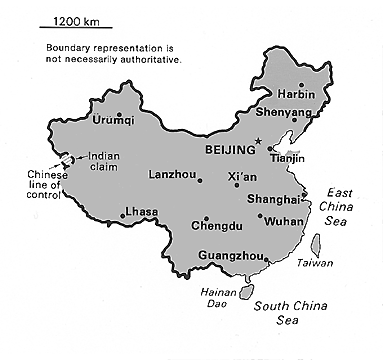 1200 km
Boundary representation is
not necessarily authoritative.
Harbin
Shenyang
Ürümqi
BEIJING
Tianjin
Indian
claim
Chinese
line of
control
Lanzhou
Xi'an
Shanghai
East
China
Sea
Lhasa
Chengdu
Wuhan
Guangzhou
Taiwan
Hainan
Dao
South China
Sea